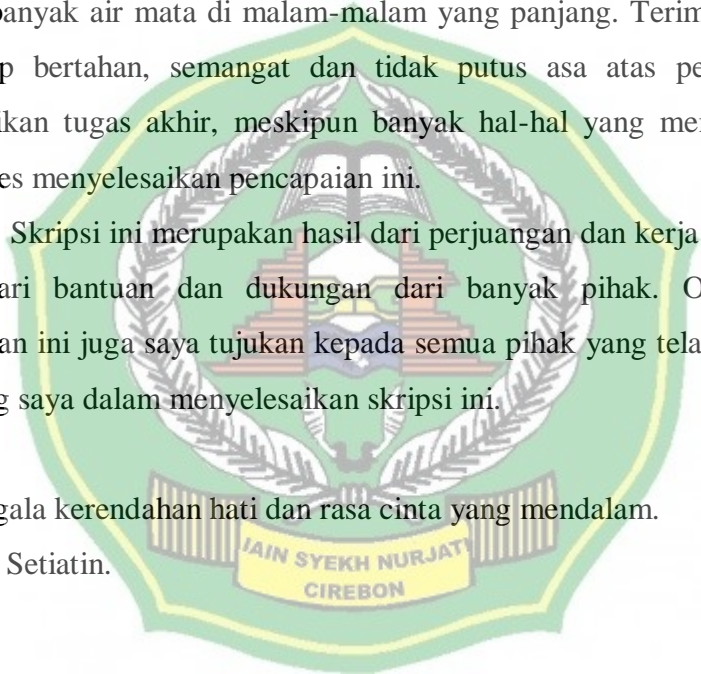 banyak air mata di malam-malam yang panjang. Terim
p bertahan, semangat dan tidak putus asa atas pe
ikan tugas akhir, meskipun banyak hal-hal yang me
es menyelesaikan pencapaian ini.
Skripsi ini merupakan hasil dari perjuangan dan kerja
ari bantuan dan dukungan dari banyak pihak. O
an ini juga saya tujukan kepada semua pihak yang tela
g saya dalam menyelesaikan skripsi ini.
gala kerendahan hati dan rasa cinta yang mendalam.
Setiatin.
IAIN SYEKH NURJATI
CIREBON